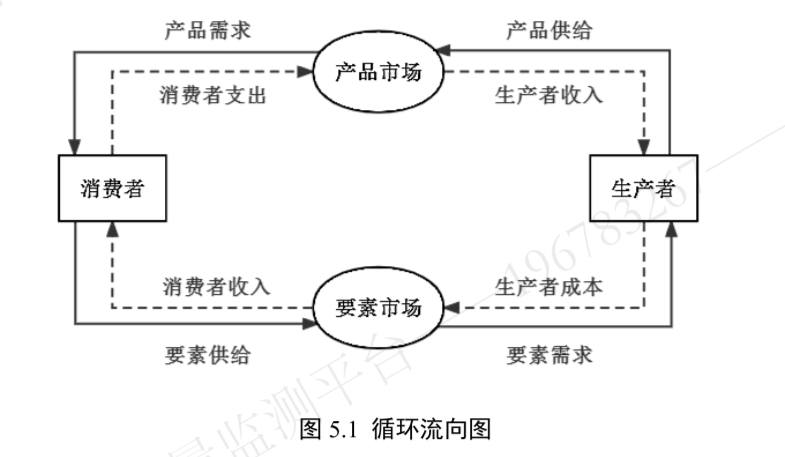 产品需求
产品供给
产品市场
消费者支出
生产者收入
消费者
生产者
消费者收入
生产者成本
要素市场
要素供给
要素需求
196783267
量监测平台
图 5.1 循环流向图